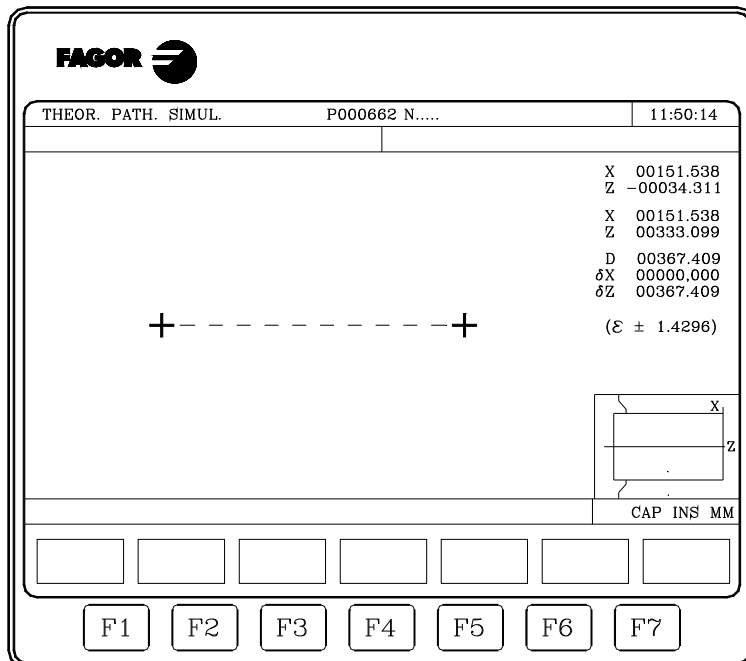 FAGOR
THEOR. PATH. SIMUL. P000662 N..... 11:50:14
X 00151.538
Z -00034.311
X 00151.538
Z 00333.099
D 00367.409
δX 00000,000
δZ 00367.409
(Ɛ ± 1.4296)
X
Z
CAP INS MM
F1 F2 F3 F4 F5 F6 F7